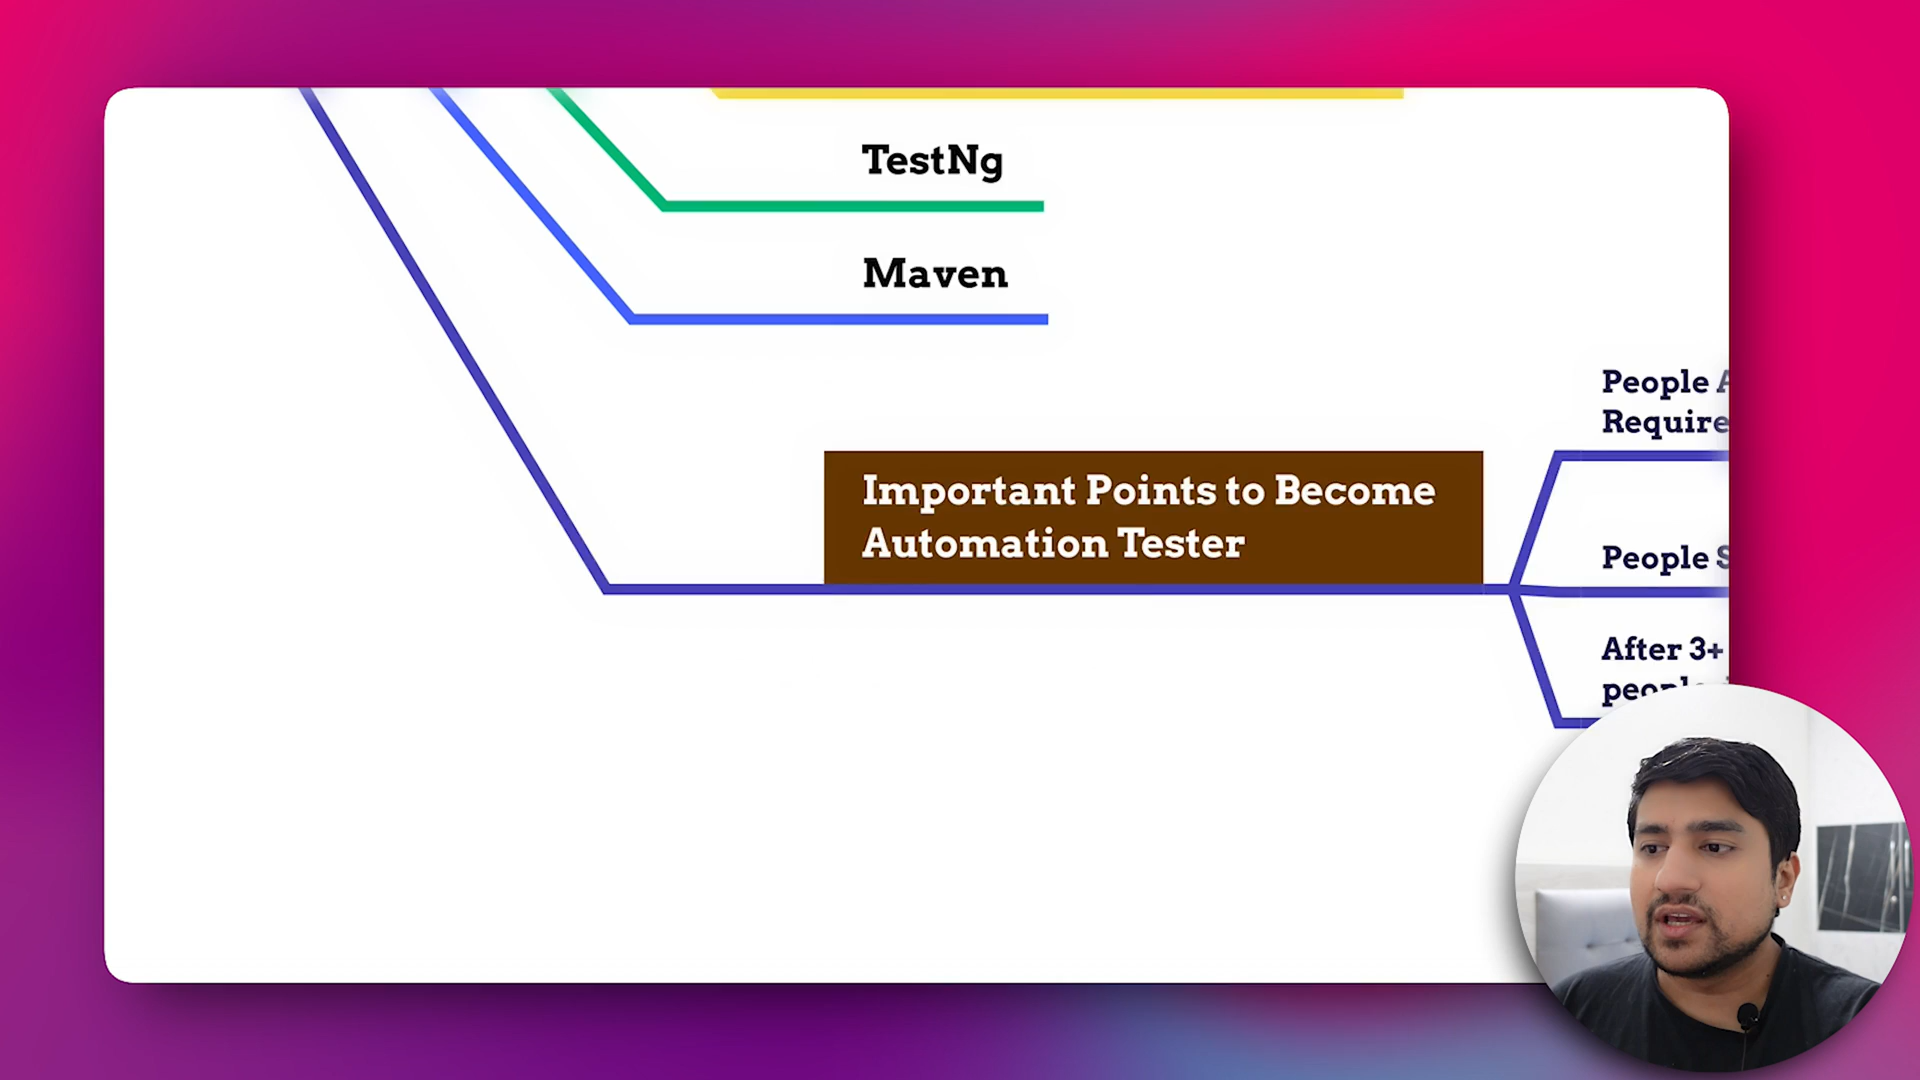 TestNg
Maven
People
Require
Important Points to Become
Automation Tester
People
After 3+